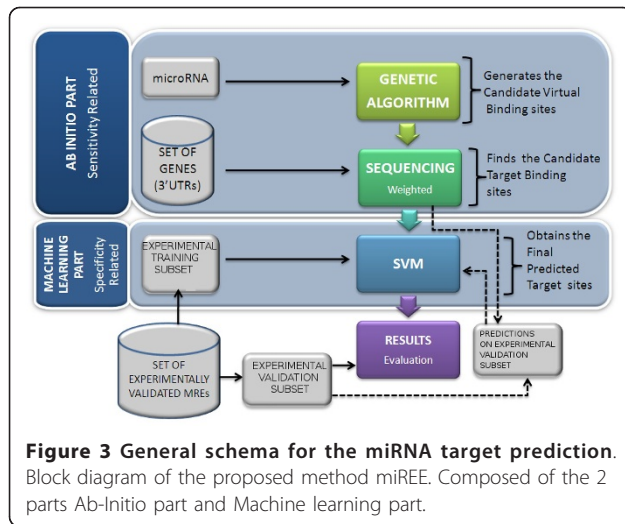 AB INITIO PART
Sensitivity Related
microRNA
GENETIC
ALGORITHM
Generates the
Candidate Virtual
Binding sites
SET OF
GENES
(3'UTRs)
SEQUENCING
Weighted
Finds the Candidate
Target Binding
sites
MACHINE
LEARNING
PART
Specificity
Related
EXPERIMENTAL
TRAINING
SUBSET
SVM
Obtains the
Final
Predicted
Target sites
SET OF
EXPERIMENTALLY
VALIDATED MREs
EXPERIMENTAL
VALIDATION
SUBSET
RESULTS
Evaluation
PREDICTIONS
ON EXPERIMENTAL
VALIDATION
SUBSET
Figure 3 General schema for the miRNA target prediction.
Block diagram of the proposed method miREE. Composed of the 2
parts Ab-Initio part and Machine learning part.